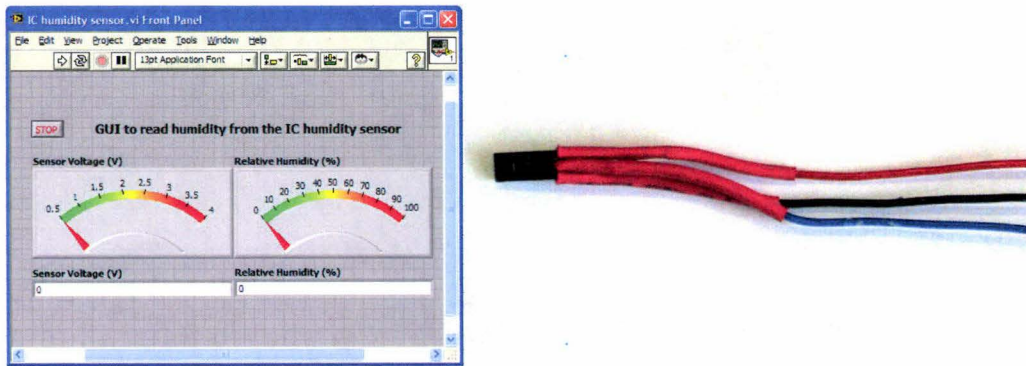 IC humidity sensor.vi Front Panel
File Edit View Project Operate Tools Window Help
13pt Application Font
?
1
STOP GUI to read humidity from the IC humidity sensor
Sensor Voltage (V) Relative Humidity (%)
0.5 1 1.5 2 2.5 3 3.5 4
0 10 20 30 40 50 60 70 80 90 100
Sensor Voltage (V) Relative Humidity (%)
0 0